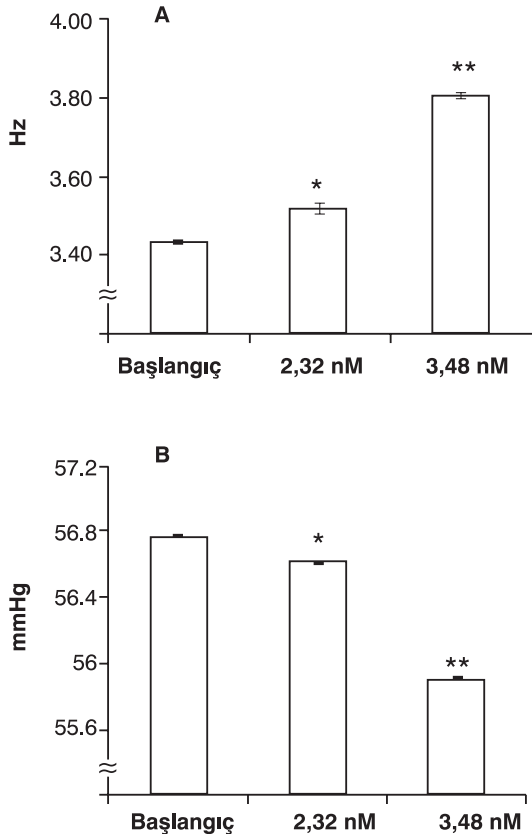 A
4.00
3.80
3.60
3.40
Hz
*
**
Başlangıç 2,32 nM 3,48 nM
B
57.2
56.8
56.4
56
55.6
mmHg
*
**
Başlangıç 2,32 nM 3,48 nM